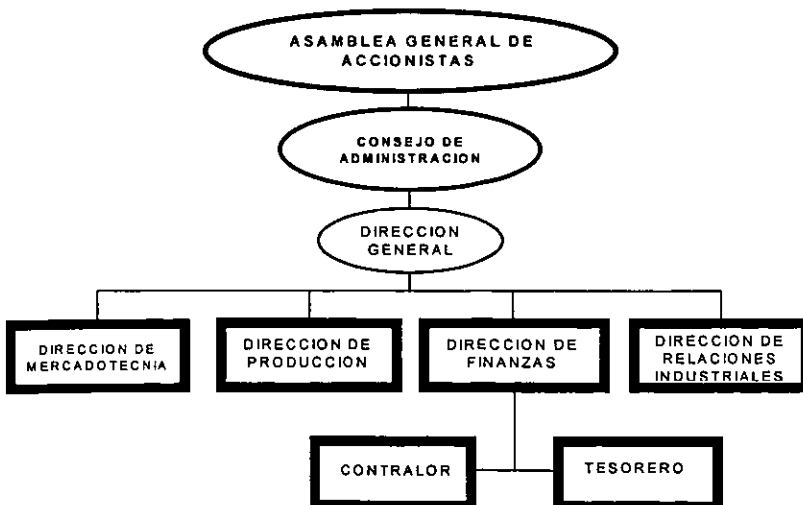 ASAMBLEA GENERAL DE
ACCIONISTAS
CONSEJO DE
ADMINISTRACION
DIRECCION
GENERAL
DIRECCION DE
MERCADOTECNIA
DIRECCION DE
PRODUCCION
DIRECCION DE
FINANZAS
DIRECCION DE
RELACIONES
INDUSTRIALES
CONTRALOR
TESORERO